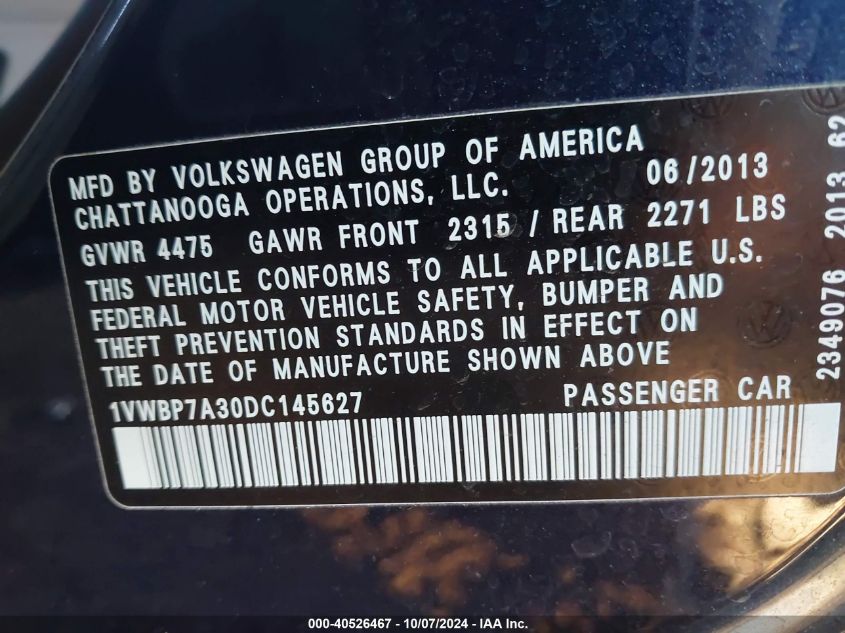 MFD BY VOLKSWAGEN GROUP OF AMERICA
CHATTANOOGA OPERATIONS, LLC. 06/2013
GVWR 4475 GAWR FRONT 2315 / REAR 2271 LBS
THIS VEHICLE CONFORMS TO ALL APPLICABLE U.S.
FEDERAL MOTOR VEHICLE SAFETY, BUMPER AND
THEFT PREVENTION STANDARDS IN EFFECT ON
THE DATE OF MANUFACTURE SHOWN ABOVE
1VWBP7A30DC145627 PASSENGER CAR
2349076 2013 62
000-40526467 - 10/07/2024 - IAA Inc.